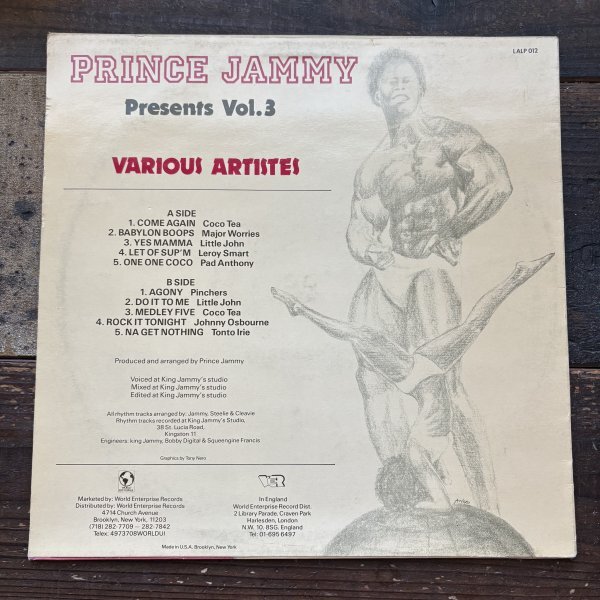 LALP 012
PRINCE JAMMY
Presents Vol.3
VARIOUS ARTISTES
A SIDE
1. COME AGAIN Coco Tea
2. BABYLON BOOPS Major Worries
3. YES MAMMA Little John
4. LET OF SUP'M Leroy Smart
5. ONE ONE COCO Pad Anthony
B SIDE
1. AGONY Pinchers
2. DO IT TO ME Little John
3. MEDLEY FIVE Coco Tea
4. ROCK IT TONIGHT Johnny Osbourne
5. NA GET NOTHING Tonto Irie
Produced and arranged by Prince Jammy
Voiced at King Jammy's studio
Mixed at King Jammy's studio
Edited at King Jammy's studio
All rhythm tracks arranged by: Jammy, Steelie & Cleavie
Rhythm tracks recorded at King Jammy's Studio,
38 St. Lucia Road,
Kingston 11
Engineers: king Jammy, Bobby Digital & Squeengine Francis
Graphics by Tony Nero
Marketed by: World Enterprise Records
Distributed by: World Enterprise Records
4714 Church Avenue
Brooklyn, New York, 11203
(718) 282-7709 — 282-7842
Telex: 4973708WORLDUI
WER
In England
World Enterprise Record Dist.
2 Library Parade, Craven Park
Harlesden, London
N.W. 10. 8SG. England
Tel: 01-695 6497
Made in U.S.A. Brooklyn, New York